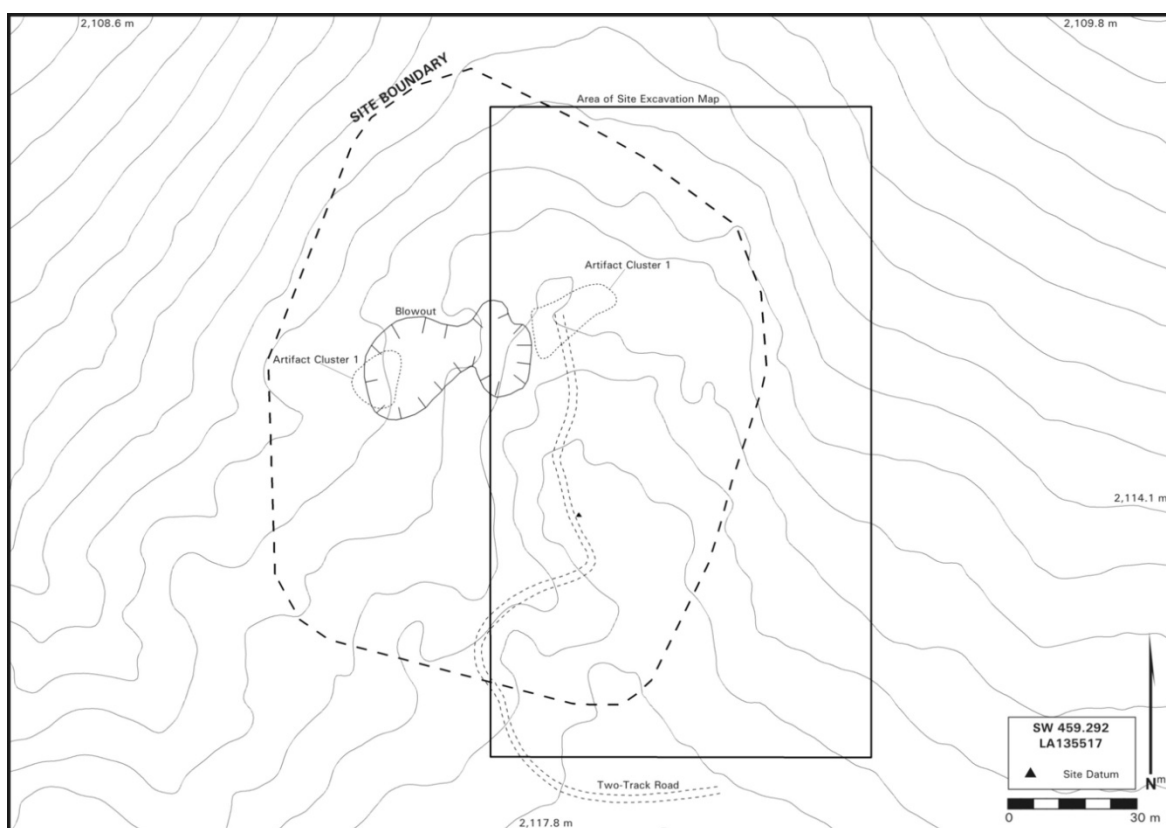 2,108.6 m
2,109.8 m
SITE BOUNDARY
Area of Site Excavation Map
Artifact Cluster 1
Blowout
Artifact Cluster 1
2,114.1 m
SW 459.292
LA135517
Site Datum
N
m
Two-Track Road
0 30 m
2,117.8 m